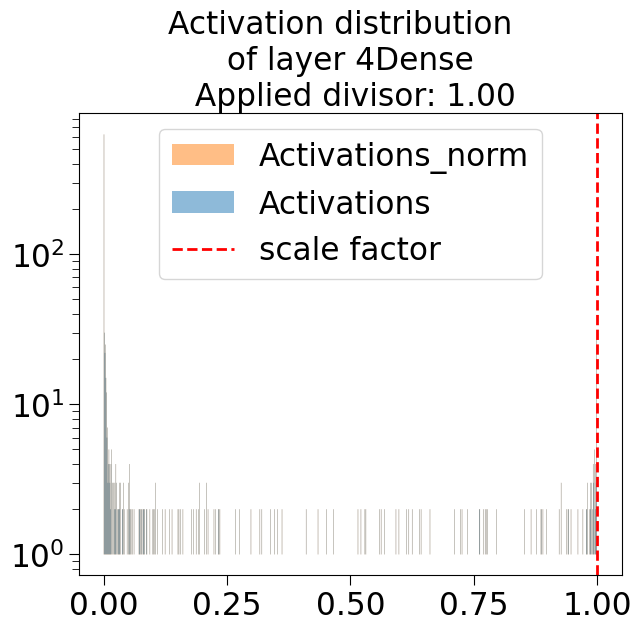 Activation distribution
of layer 4Dense
Applied divisor: 1.00
Activations_norm
Activations
scale factor
10²
10¹
10⁰
0.00 0.25 0.50 0.75 1.00